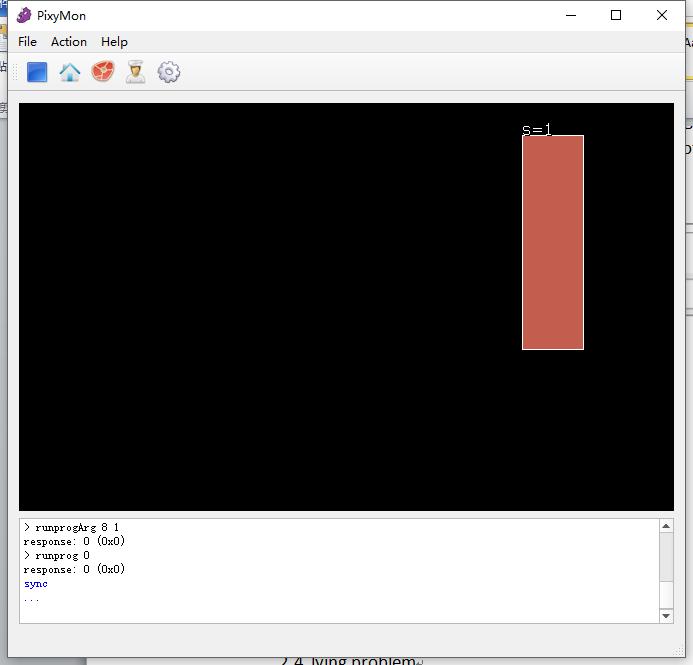 PixyMon
File Action Help
s=1
> runprogArg 8 1
response: 0 (0x0)
> runprog 0
response: 0 (0x0)
sync
...
2.4 lying problem